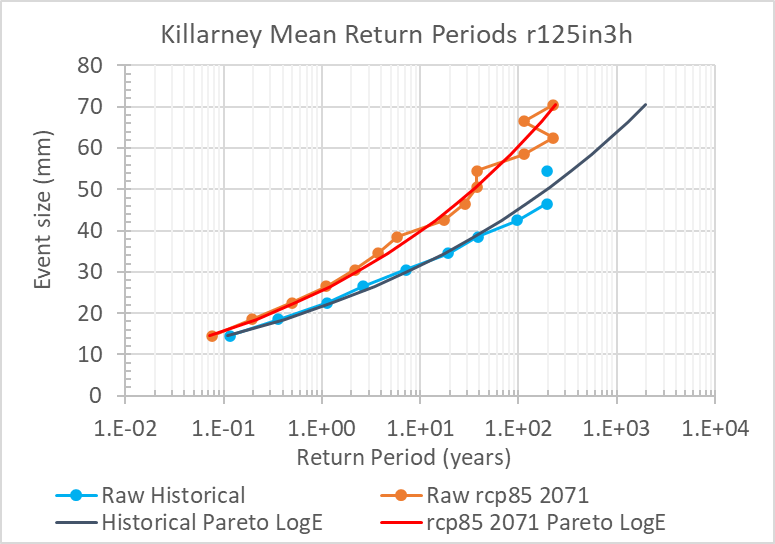 Killarney Mean Return Periods r125in3h
80
70
60
50
40
30
20
10
0
Event size (mm)
1.E-02 1.E-01 1.E+00 1.E+01 1.E+02 1.E+03 1.E+04
Return Period (years)
Raw Historical Raw rcp85 2071
Historical Pareto LogE rcp85 2071 Pareto LogE